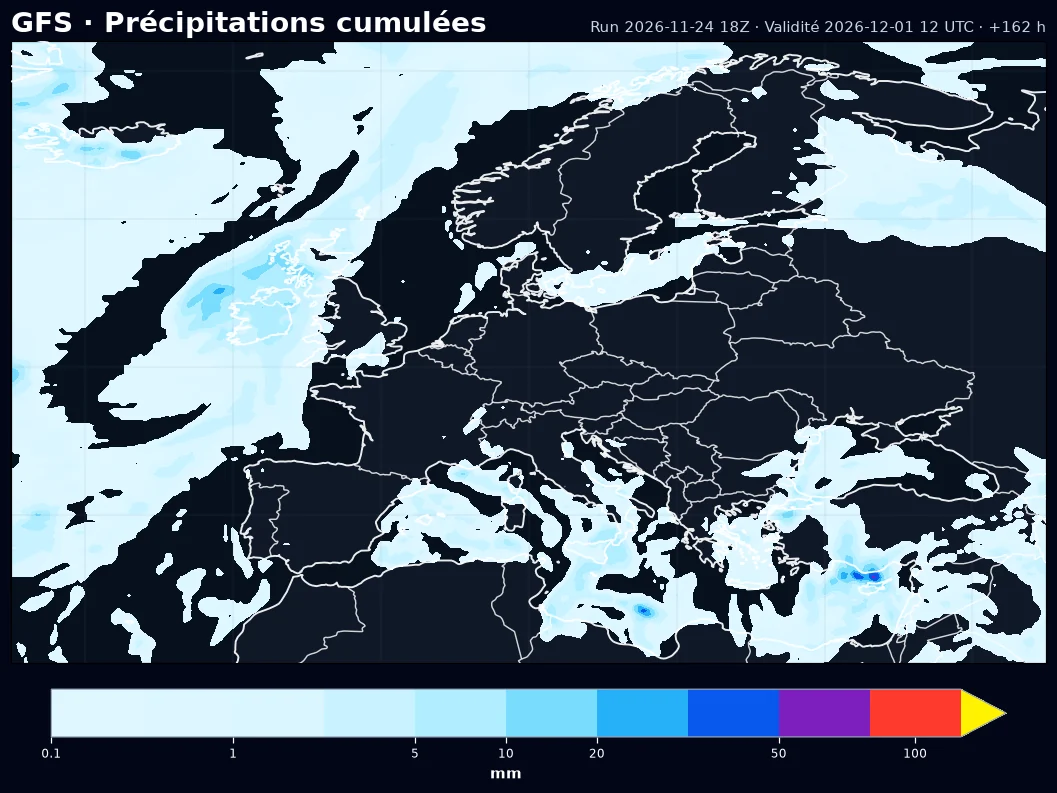 GFS · Précipitations cumulées
Run 2026-11-24 18Z · Validité 2026-12-01 12 UTC · +162 h
0.1 1 5 10 20 50 100
mm